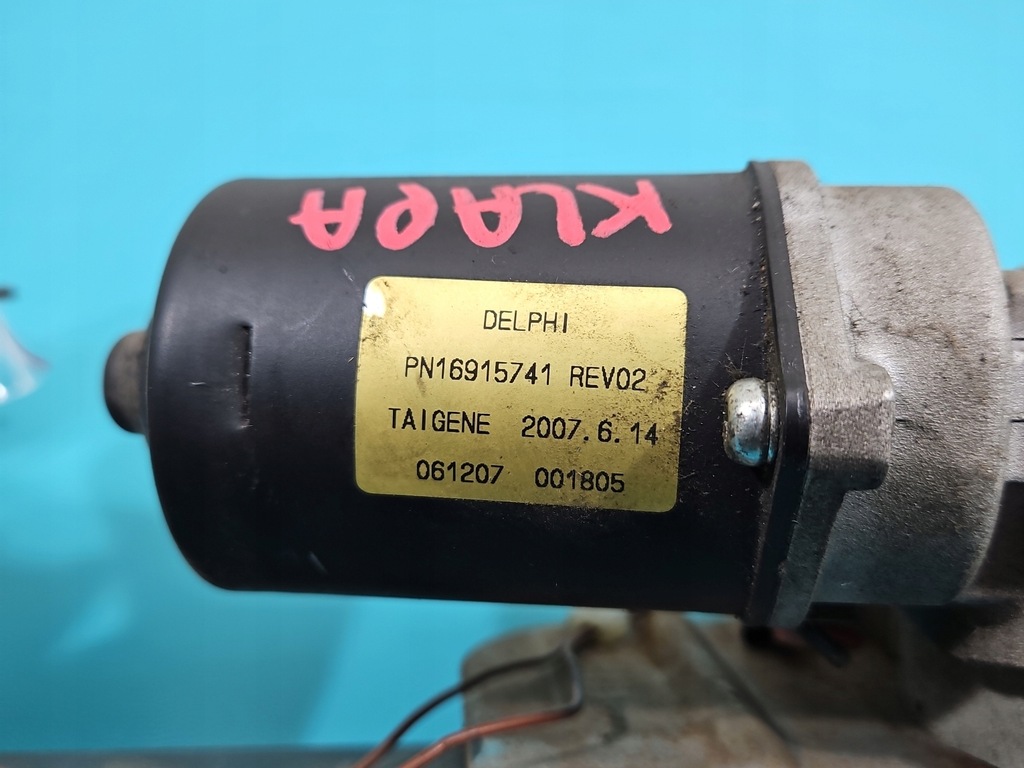 KLAPA
DELPHI
PN16915741 REV02
TAIGENE 2007.6.14
061207 001805